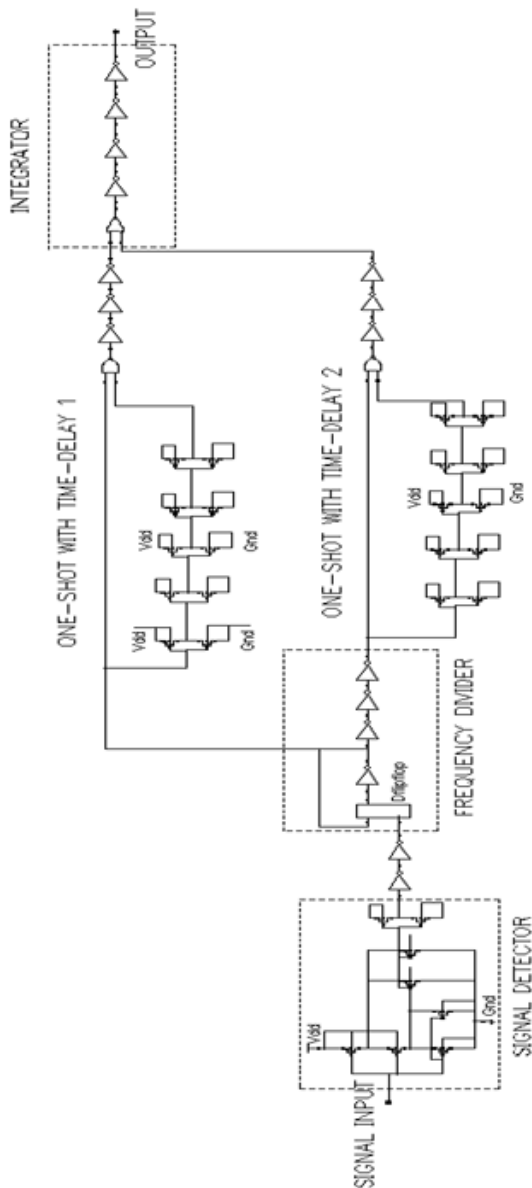 SIGNAL INPUT
Vdd
Gnd
SIGNAL DETECTOR
Dflipflop
FREQUENCY DIVIDER
ONE-SHOT WITH TIME-DELAY 1
Vdd
Vdd
Gnd
Gnd
ONE-SHOT WITH TIME-DELAY 2
Vdd
Gnd
INTEGRATOR
OUTPUT